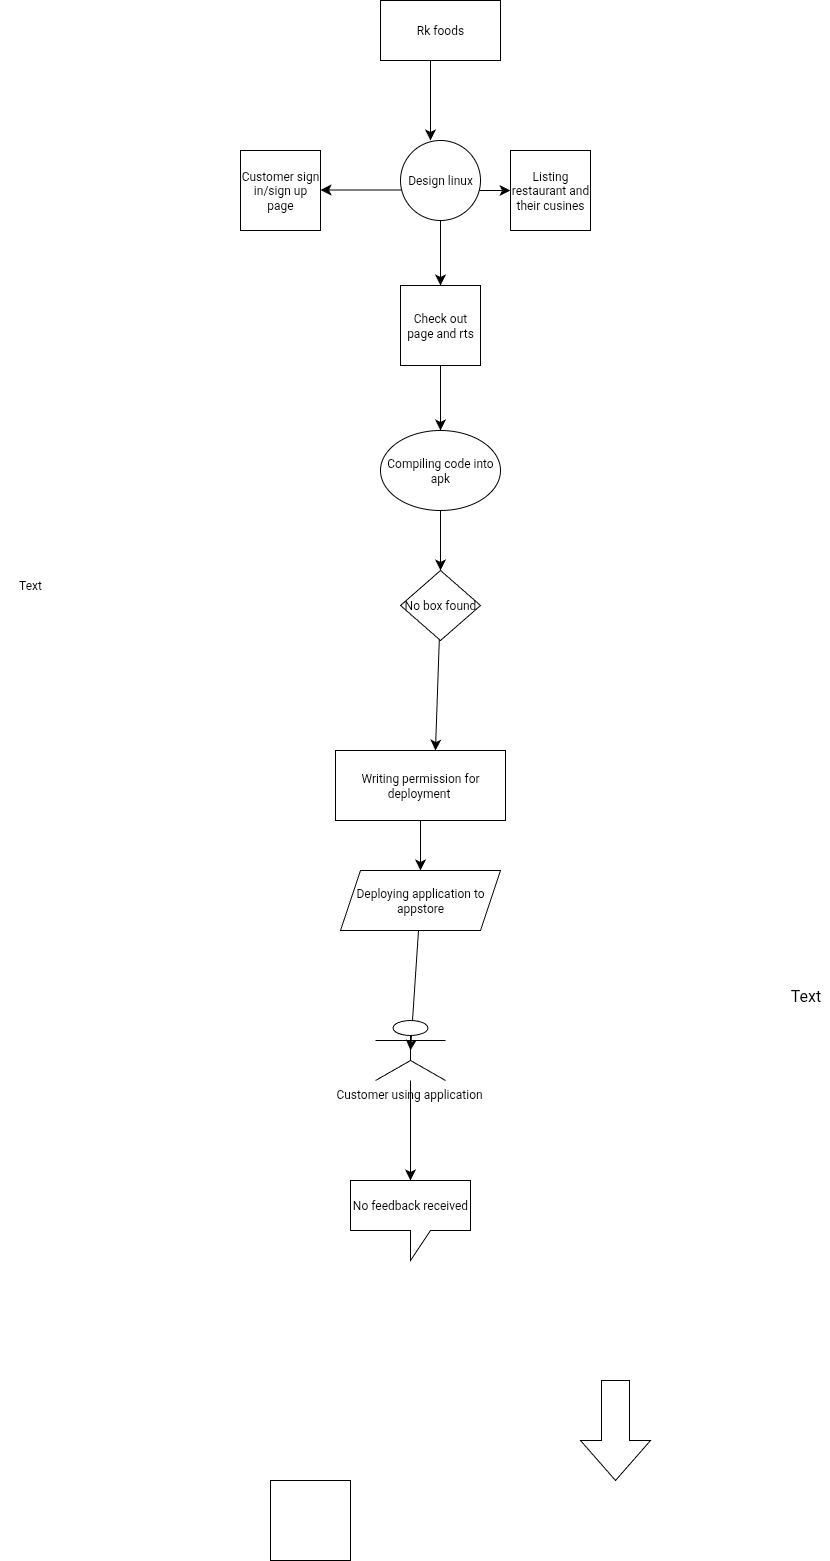 Rk foods
Customer sign
in/sign up
page
Design linux
Listing
restaurant and
their cusines
Check out
page and rts
Compiling code into
apk
Text
No box found
Writing permission for
deployment
Deploying application to
appstore
Text
Customer using application
No feedback received